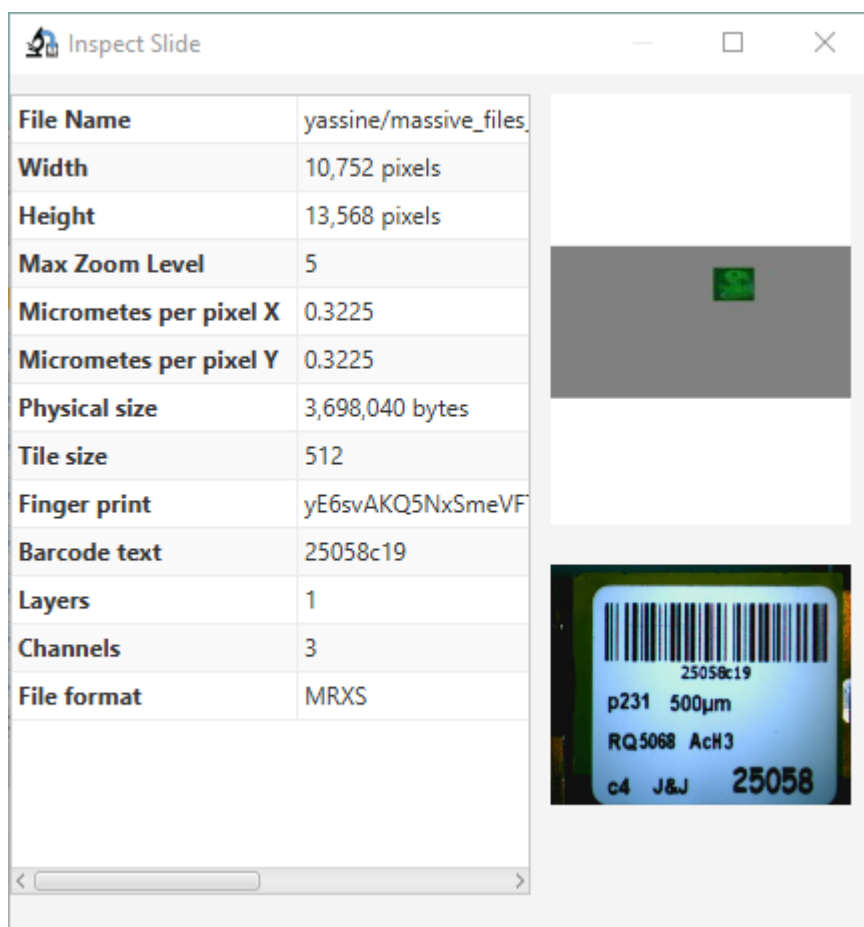 Inspect Slide
File Name yassine/massive_files_
Width 10,752 pixels
Height 13,568 pixels
Max Zoom Level 5
Micrometes per pixel X 0.3225
Micrometes per pixel Y 0.3225
Physical size 3,698,040 bytes
Tile size 512
Finger print yE6svAKQ5NxSmeVF
Barcode text 25058c19
Layers 1
Channels 3
File format MRXS
25058c19
p231 500µm
RQ5068 AcH3
c4 J&J 25058